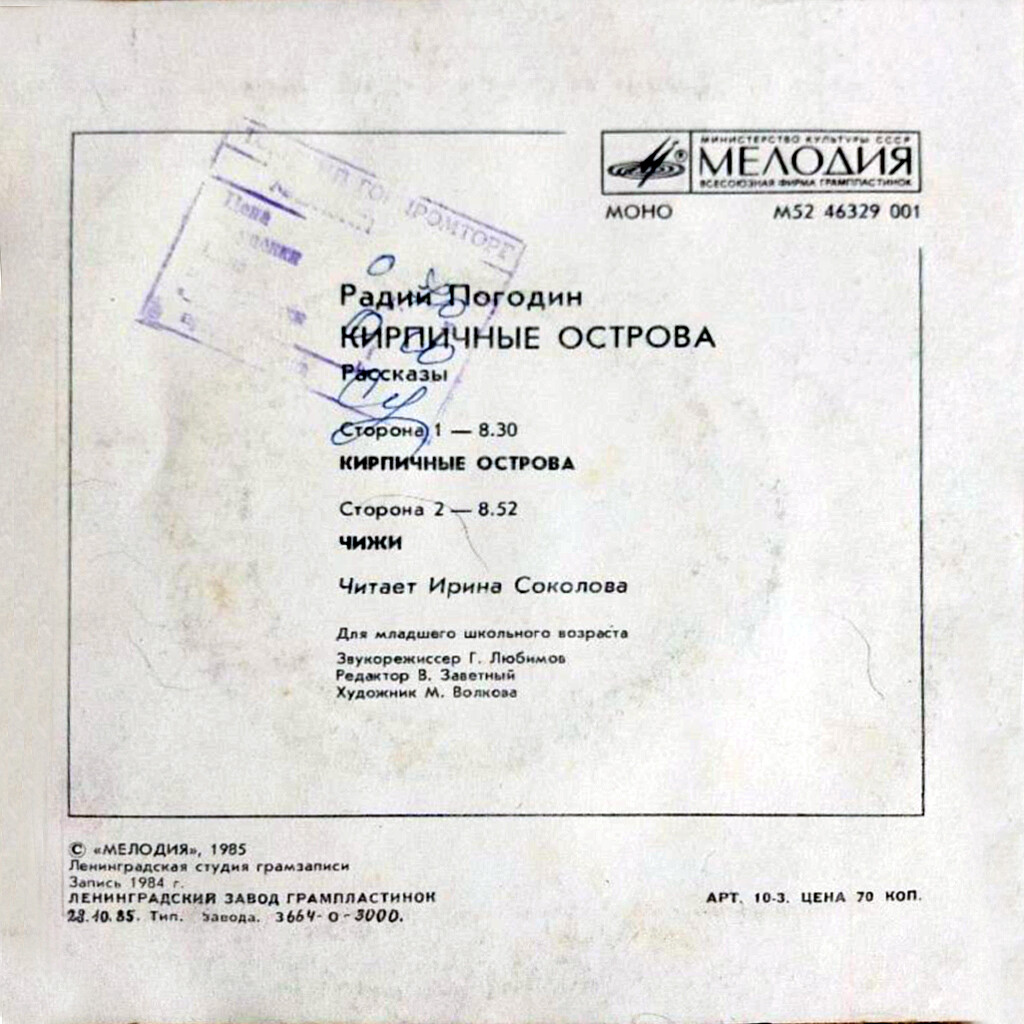 МИНИСТЕРСТВО КУЛЬТУРЫ СССР
МЕЛОДИЯ
ВСЕСОЮЗНАЯ ФИРМА ГРАМПЛАСТИНОК
МОНО М52 46329 001
Цена
Радий Погодин
КИРПИЧНЫЕ ОСТРОВА
Рассказы
Сторона 1 — 8.30
КИРПИЧНЫЕ ОСТРОВА
Сторона 2 — 8.52
ЧИЖИ
Читает Ирина Соколова
Для младшего школьного возраста
Звукорежиссер Г. Любимов
Редактор В. Заветный
Художник М. Волкова
© «МЕЛОДИЯ», 1985
Ленинградская студия грамзаписи
Запись 1984 г.
ЛЕНИНГРАДСКИЙ ЗАВОД ГРАМПЛАСТИНОК АРТ. 10-3. ЦЕНА 70 КОП.
28.10.85. Тип. Завода. 3664-0-3000.